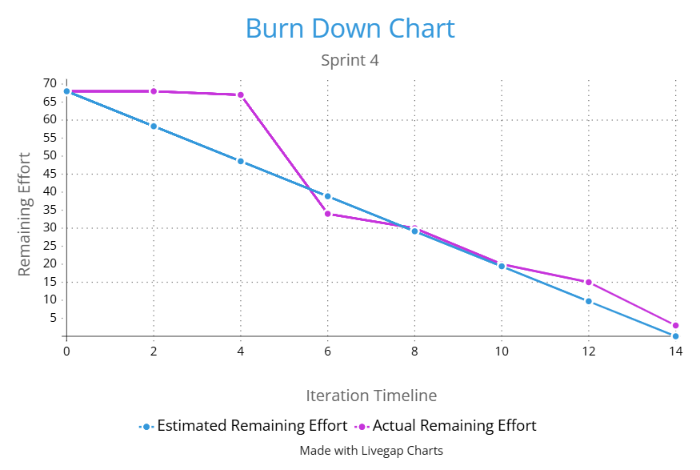 Burn Down Chart
Sprint 4
Remaining Effort
70
65
60
55
50
45
40
35
30
25
20
15
10
5
0 2 4 6 8 10 12 14
Iteration Timeline
Estimated Remaining Effort Actual Remaining Effort
Made with Livegap Charts